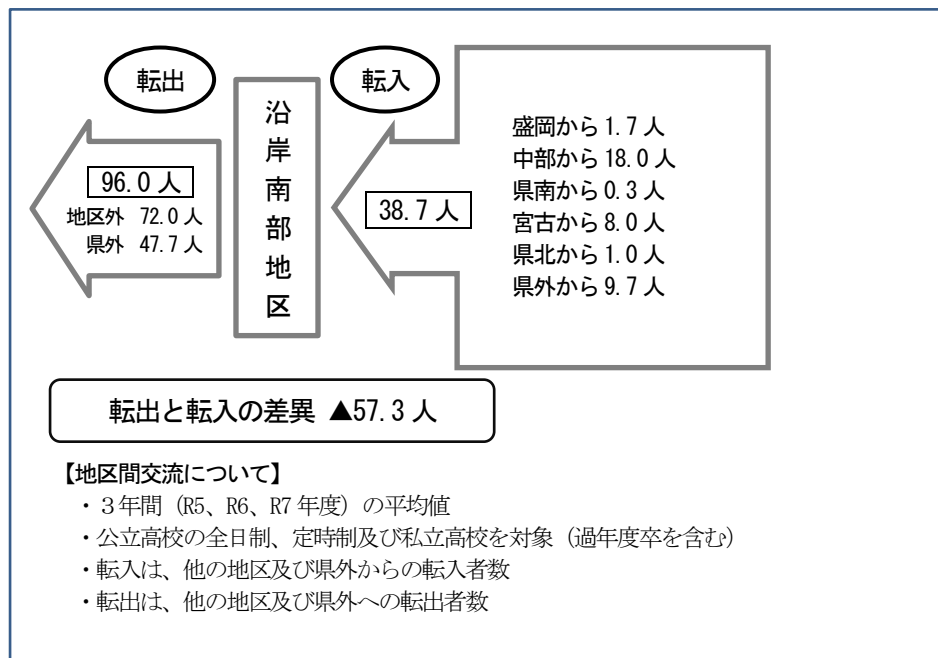 転出
転入
沿岸南部地区
96.0人
地区外 72.0人
県外 47.7人
38.7人
盛岡から1.7人
中部から18.0人
県南から0.3人
宮古から8.0人
県北から1.0人
県外から9.7人
転出と転入の差異 ▲57.3人
【地区間交流について】
・3年間(R5、R6、R7年度)の平均値
・公立高校の全日制、定時制及び私立高校を対象(過年度卒を含む)
・転入は、他の地区及び県外からの転入者数
・転出は、他の地区及び県外への転出者数